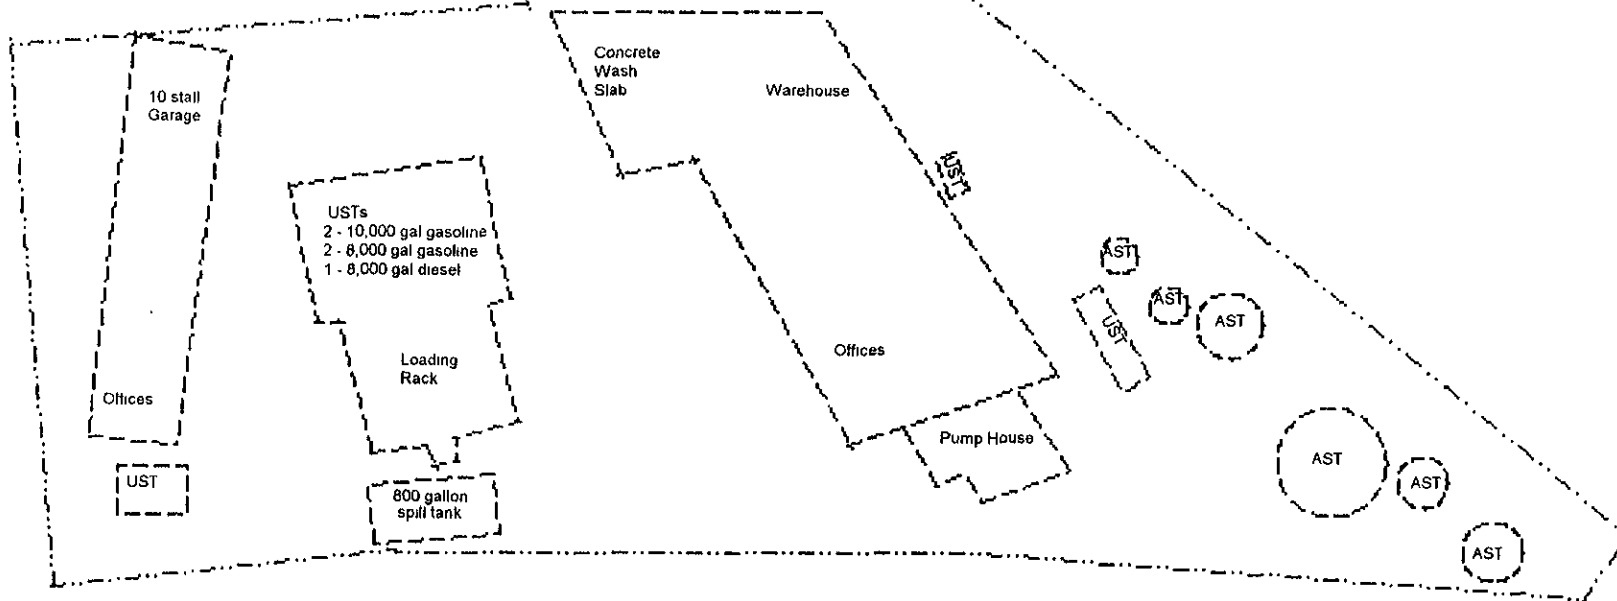 Concrete
Wash
Slab
Warehouse
10 stall
Garage
UST
USTs
2 - 10,000 gal gasoline
2 - 8,000 gal gasoline
1 - 8,000 gal diesel
AST
AST
AST
UST
Loading
Rack
Offices
Offices
Pump House
AST
UST
AST
800 gallon
spill tank
AST